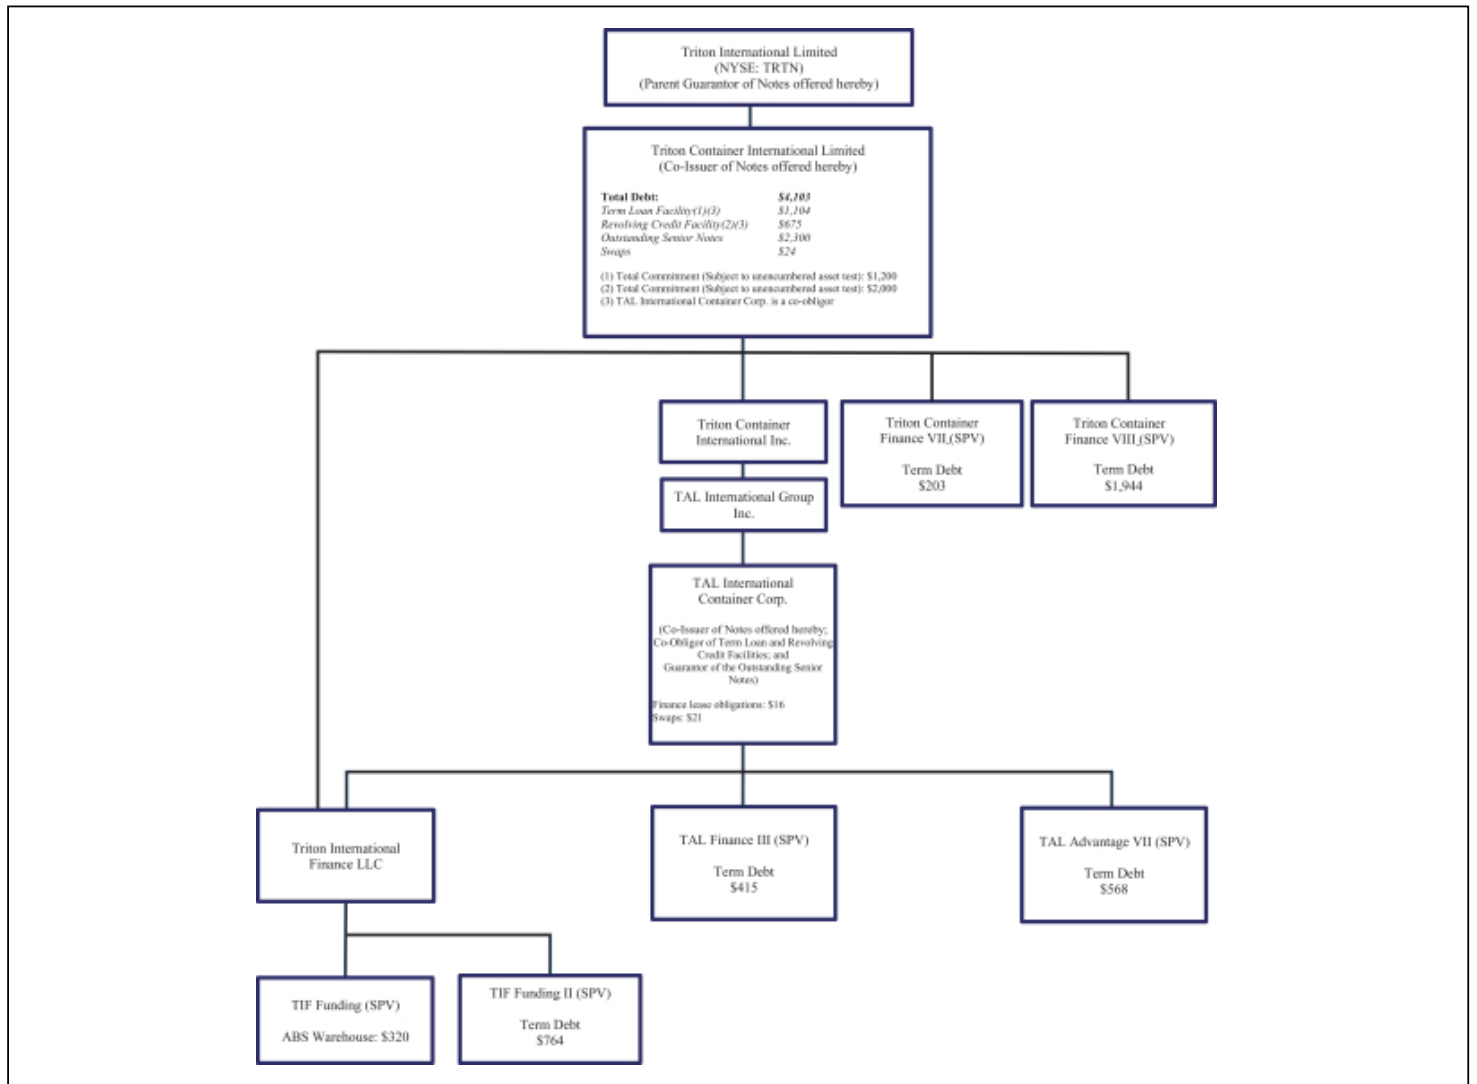 Triton International Limited
(NYSE: TRTN)
(Parent Guarantor of Notes offered hereby)
Triton Container International Limited
(Co-Issuer of Notes offered hereby)
Total Debt: $4,103
Term Loan Facility(1)(3) $1,104
Revolving Credit Facility(2)(3) $675
Outstanding Senior Notes $2,300
Swaps $24
(1) Total Commitment (Subject to unencumbered asset test): $1,200
(2) Total Commitment (Subject to unencumbered asset test): $2,000
(3) TAL International Container Corp. is a co-obligor
Triton Container
International Inc.
Triton Container
Finance VII (SPV)
Term Debt
$203
Triton Container
Finance VIII (SPV)
Term Debt
$1,944
TAL International Group
Inc.
TAL International
Container Corp.
(Co-Issuer of Notes offered hereby;
Co-Obligor of Term Loan and Revolving
Credit Facilities; and
Guarantor of the Outstanding Senior
Notes)
Finance lease obligations: $16
Swaps: $21
Triton International
Finance LLC
TAL Finance III (SPV)
Term Debt
$415
TAL Advantage VII (SPV)
Term Debt
$568
TIF Funding (SPV)
ABS Warehouse: $320
TIF Funding II (SPV)
Term Debt
$764